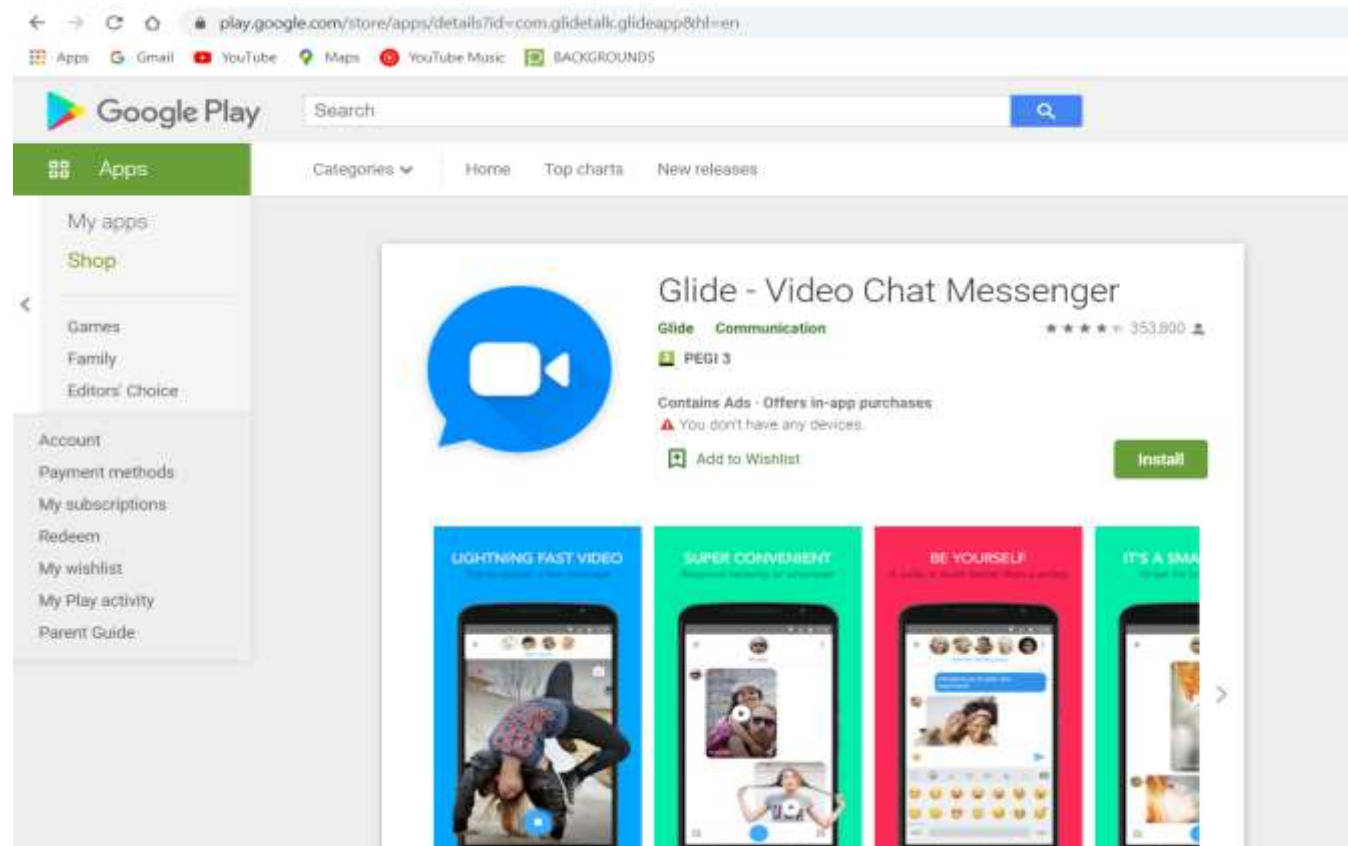 play.google.com/store/apps/details?id=com.glidetalk.glideapp&hl=en
Apps Gmail YouTube Maps YouTube Music BACKGROUNDS
Google Play Search
Apps Categories Home Top charts New releases
My apps
Shop
Games
Family
Editors' Choice
Account
Payment methods
My subscriptions
Redeem
My wishlist
My Play activity
Parent Guide
Glide - Video Chat Messenger
Glide Communication 353,800
3 PEGI 3
Contains Ads · Offers in-app purchases
You don't have any devices.
Add to Wishlist
Install
LIGHTNING FAST VIDEO
SUPER CONVENIENT
BE YOURSELF
IT'S A SMA